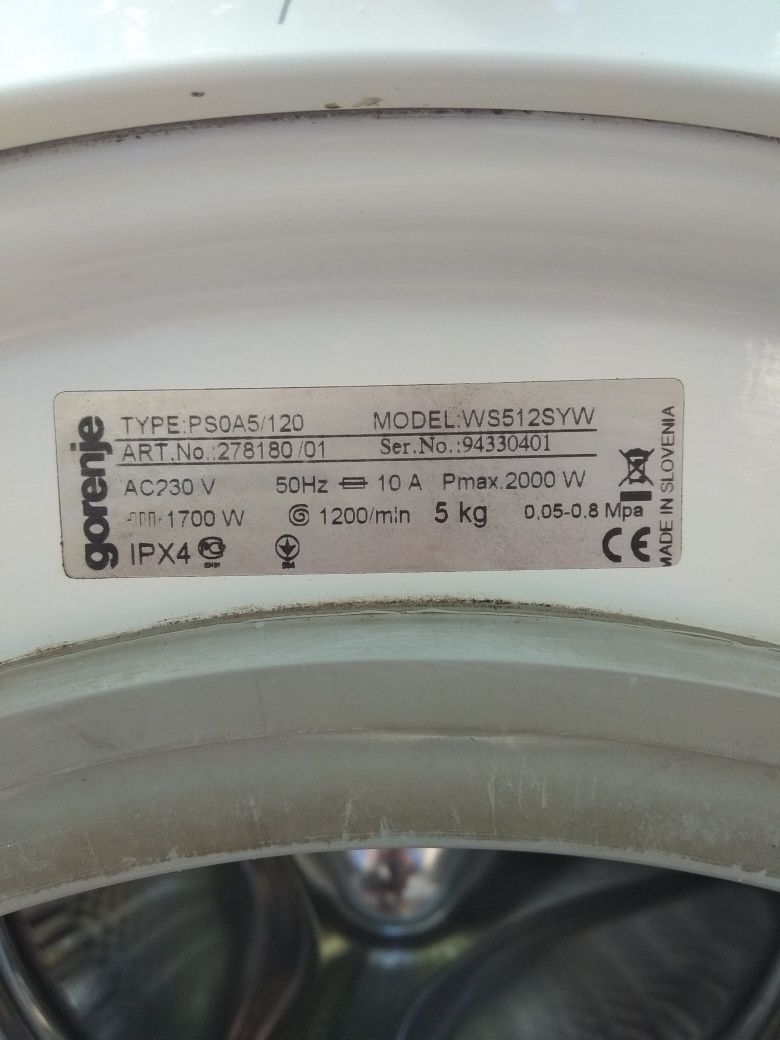 gorenje
TYPE:PS0A5/120 MODEL:WS512SYW
ART.No.:278180/01 Ser.No.:94330401
AC230 V 50Hz 10 A Pmax.2000 W
1700 W 1200/min 5 kg 0,05-0.8 Mpa
IPX4 CE
MADE IN SLOVENIA